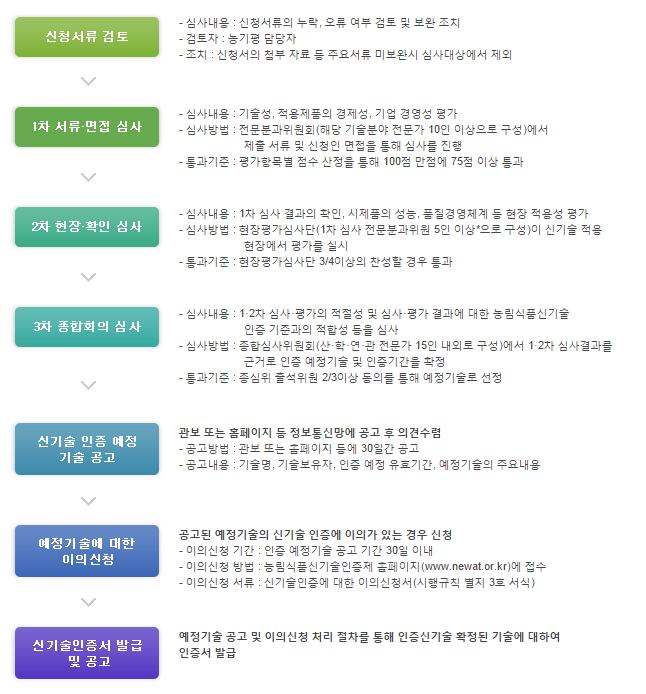 신청서류 검토
- 심사내용 : 신청서류의 누락, 오류 여부 검토 및 보완 조치
- 검토자 : 농기평 담당자
- 조치 : 신청서의 첨부 자료 등 주요서류 미보완시 심사대상에서 제외
1차 서류·면접 심사
- 심사내용 : 기술성, 적용제품의 경제성, 기업 경영성 평가
- 심사방법 : 전문분과위원회(해당 기술분야 전문가 10인 이상으로 구성)에서
제출 서류 및 신청인 면접을 통해 심사를 진행
- 통과기준 : 평가항목별 점수 산정을 통해 100점 만점에 75점 이상 통과
2차 현장·확인 심사
- 심사내용 : 1차 심사 결과의 확인, 시제품의 성능, 품질경영체계 등 현장 적용성 평가
- 심사방법 : 현장평가심사단(1차 심사 전문분과위원 5인 이상*으로 구성)이 신기술 적용
현장에서 평가를 실시
- 통과기준 : 현장평가심사단 3/4이상의 찬성할 경우 통과
3차 종합회의 심사
- 심사내용 : 1·2차 심사·평가의 적절성 및 심사·평가 결과에 대한 농림식품신기술
인증 기준과의 적합성 등을 심사
- 심사방법 : 종합심사위원회(산·학·연·관 전문가 15인 내외로 구성)에서 1·2차 심사결과를
근거로 인증 예정기술 및 인증기간을 확정
- 통과기준 : 종심위 출석위원 2/3이상 동의를 통해 예정기술로 선정
신기술 인증 예정
기술 공고
관보 또는 홈페이지 등 정보통신망에 공고 후 의견수렴
- 공고방법 : 관보 또는 홈페이지 등에 30일간 공고
- 공고내용 : 기술명, 기술보유자, 인증 예정 유효기간, 예정기술의 주요내용
예정기술에 대한
이의신청
공고된 예정기술의 신기술 인증에 이의가 있는 경우 신청
- 이의신청 기간 : 인증 예정기술 공고 기간 30일 이내
- 이의신청 방법 : 농림식품신기술인증제 홈페이지(www.newat.or.kr)에 접수
- 이의신청 서류 : 신기술인증에 대한 이의신청서(시행규칙 별지 3호 서식)
신기술인증서 발급
및 공고
예정기술 공고 및 이의신청 처리 절차를 통해 인증신기술 확정된 기술에 대하여
인증서 발급